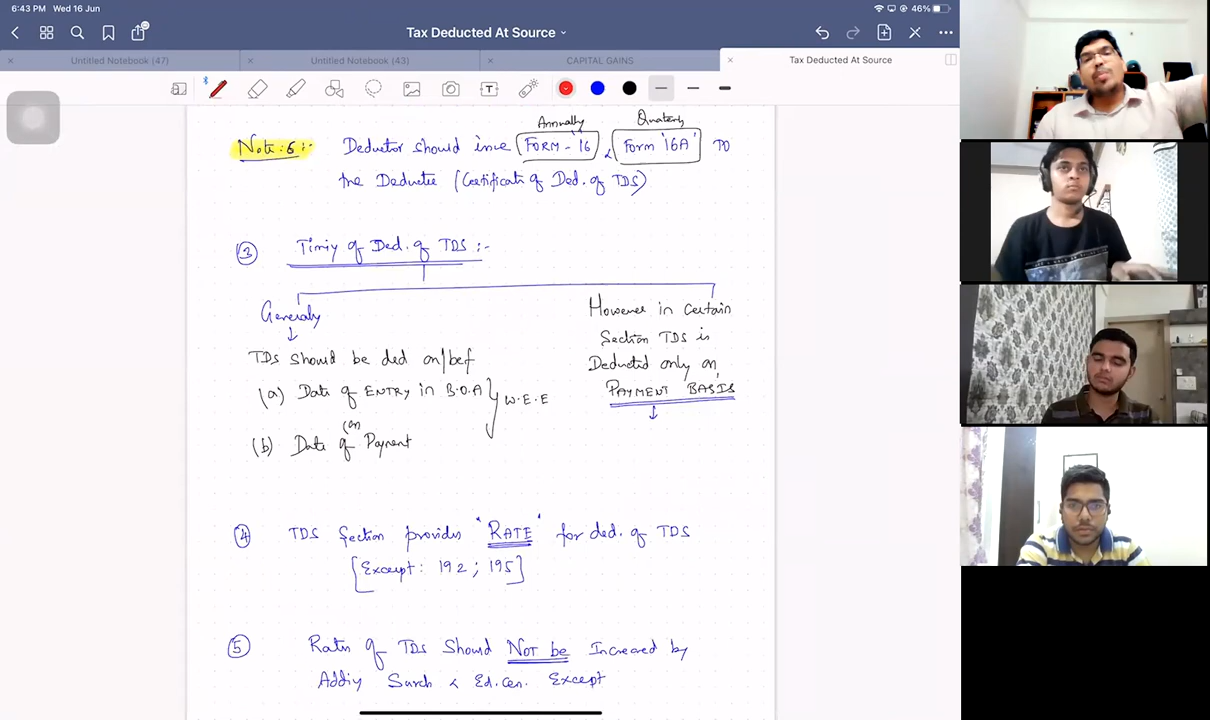 6:43 PM Wed 16 Jun
46%
Tax Deducted At Source
Untitled Notebook (47)
Untitled Notebook (43)
CAPITAL GAINS
Tax Deducted At Source
Annually Quaterly
Note: 6:- Deductor should issue FORM-16 & Form '16A' TO
the Deductee (Certificate of Ded. of TDS)
③ Timing of Ded. of TDS :-
Generally
↓
TDS should be ded on/bef
(a) Date of ENTRY in B.O.A
(or)
(b) Date of Payment
W.E.E
However in certain
Section TDS is
Deducted only on
PAYMENT BASIS
↓
④ TDS Section provides "RATE" for ded. of TDS
[Except: 192 ; 195]
⑤ Rates of TDS Should NOT be Increased by
Adding Surch & Ed.Cess. Except